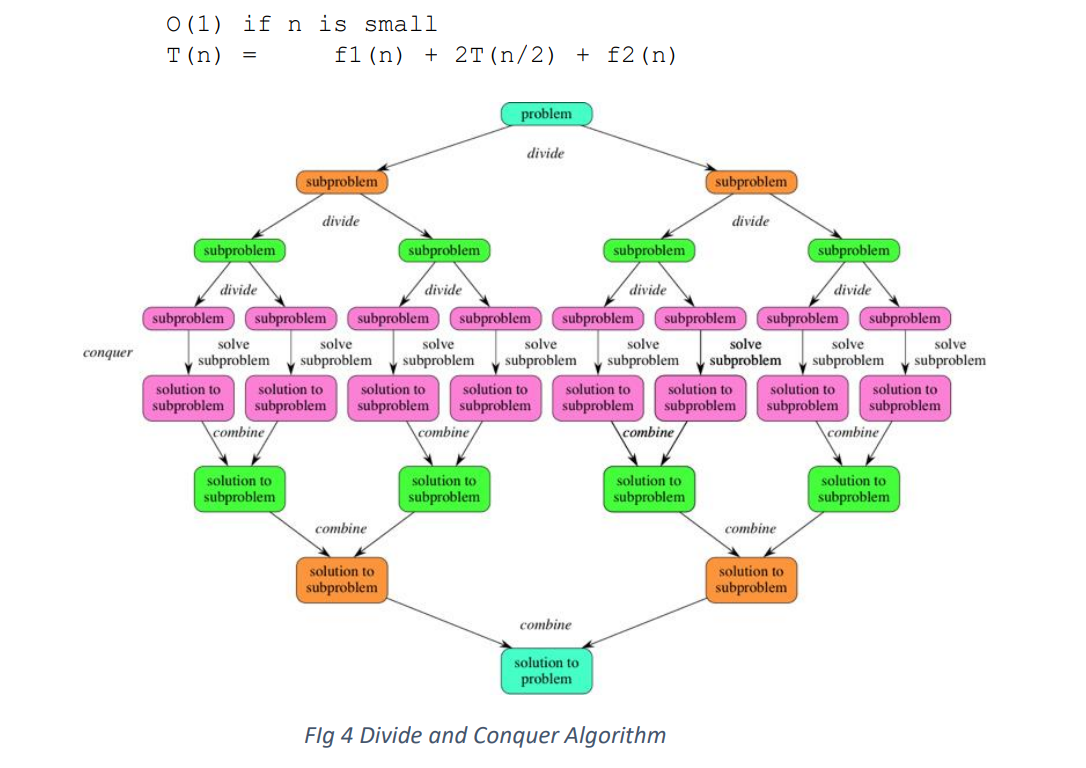 O(1) if n is small
T(n) = f1(n) + 2T(n/2) + f2(n)
problem
divide
subproblem subproblem
divide divide
subproblem subproblem subproblem subproblem
divide divide divide divide
subproblem subproblem subproblem subproblem subproblem subproblem subproblem subproblem
conquer
solve solve solve solve solve solve solve solve
subproblem subproblem subproblem subproblem subproblem subproblem subproblem subproblem
solution to solution to solution to solution to solution to solution to solution to solution to
subproblem subproblem subproblem subproblem subproblem subproblem subproblem subproblem
combine combine combine combine
solution to solution to solution to solution to
subproblem subproblem subproblem subproblem
combine combine
solution to solution to
subproblem subproblem
combine
solution to
problem
FIg 4 Divide and Conquer Algorithm